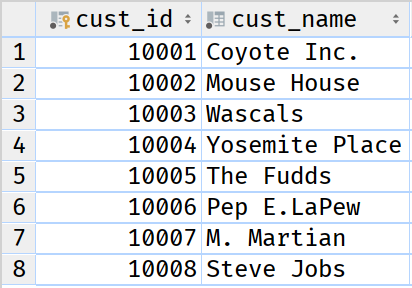 cust_id cust_name
1 10001 Coyote Inc.
2 10002 Mouse House
3 10003 Wascals
4 10004 Yosemite Place
5 10005 The Fudds
6 10006 Pep E.LaPew
7 10007 M. Martian
8 10008 Steve Jobs